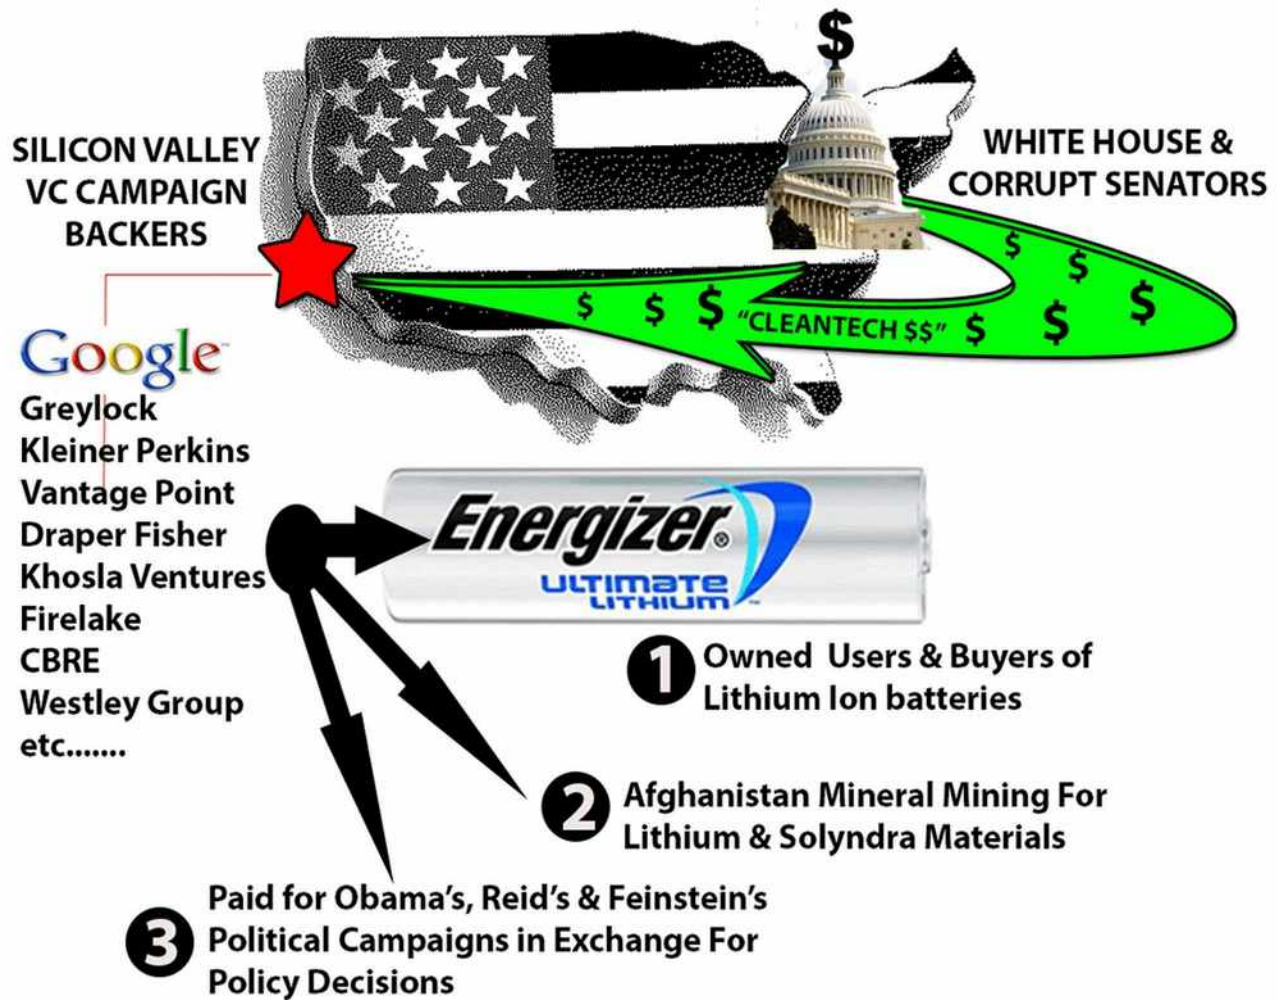 $
SILICON VALLEY
VC CAMPAIGN
BACKERS
WHITE HOUSE &
CORRUPT SENATORS
$ $ $ "CLEANTECH $$" $ $ $ $ $
Google™
Greylock
Kleiner Perkins
Vantage Point
Draper Fisher
Khosla Ventures
Firelake
CBRE
Westley Group
etc.......
Energizer®
ULTIMATE
LITHIUM™
1 Owned Users & Buyers of
Lithium Ion batteries
2 Afghanistan Mineral Mining For
Lithium & Solyndra Materials
3 Paid for Obama's, Reid's & Feinstein's
Political Campaigns in Exchange For
Policy Decisions